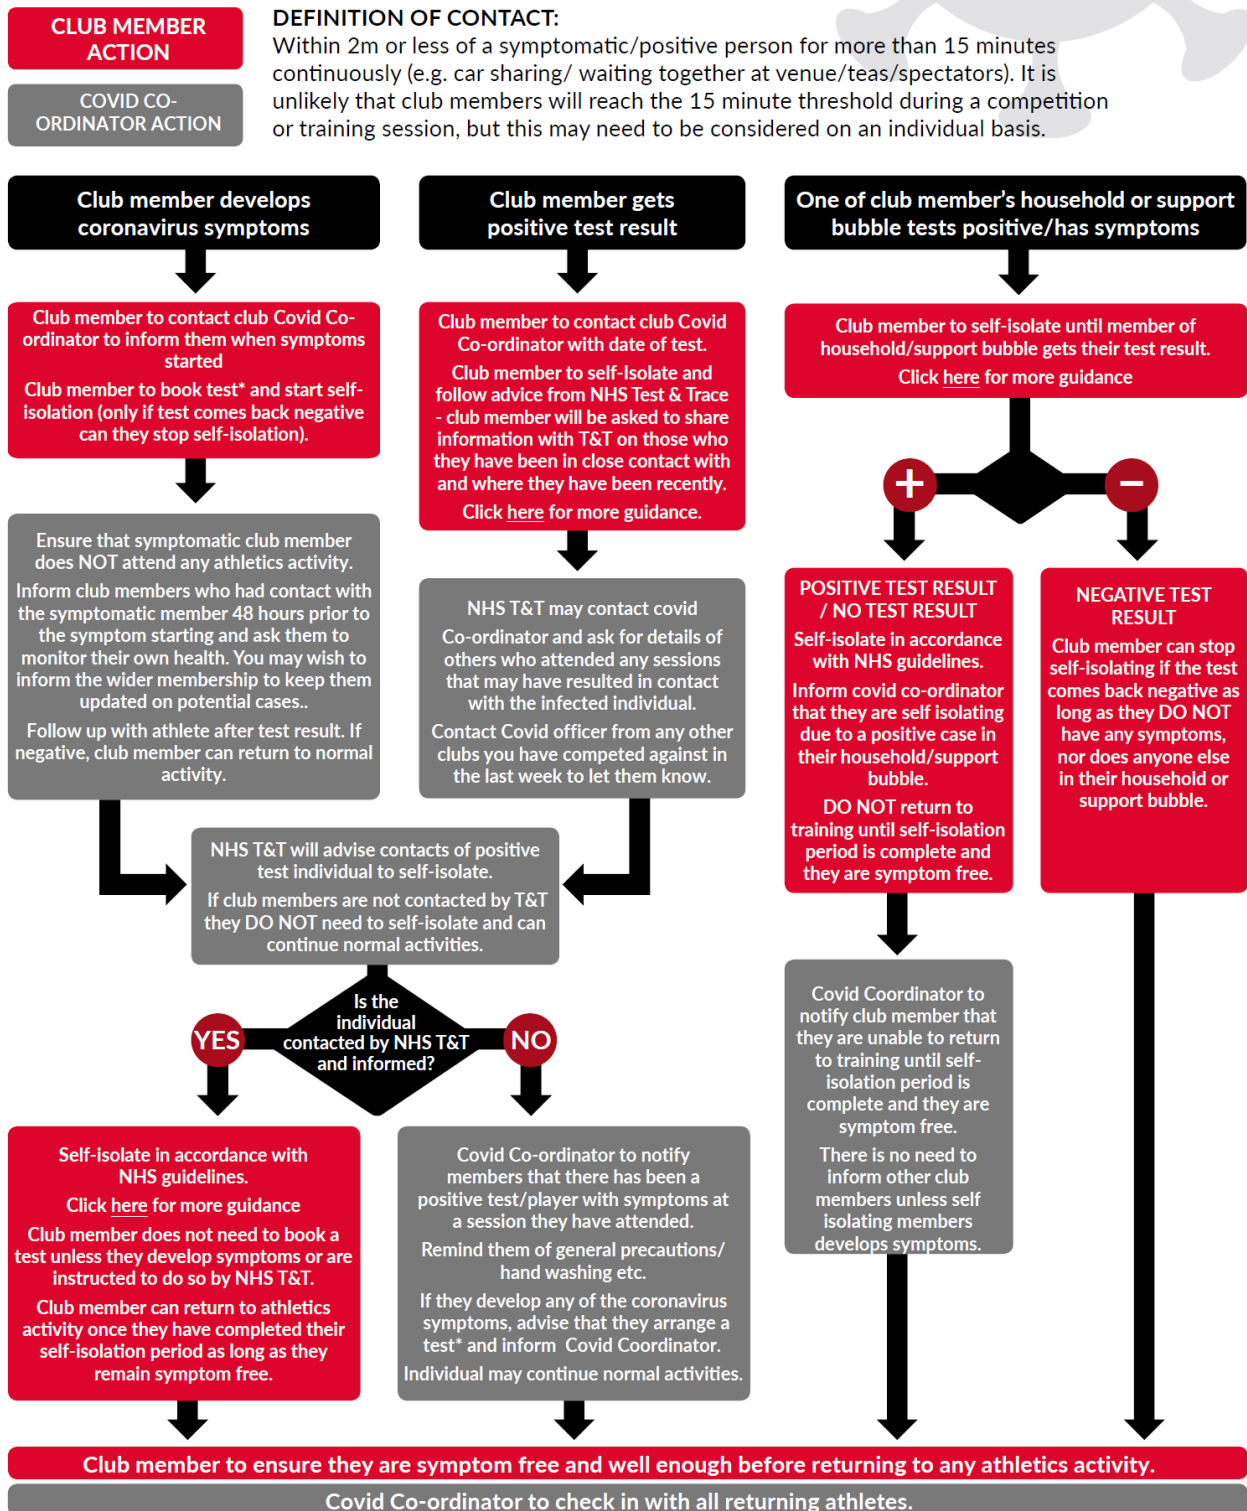 CLUB MEMBER
ACTION
COVID CO-
ORDINATOR ACTION
DEFINITION OF CONTACT:
Within 2m or less of a symptomatic/positive person for more than 15 minutes
continuously (e.g. car sharing/ waiting together at venue/teas/spectators). It is
unlikely that club members will reach the 15 minute threshold during a competition
or training session, but this may need to be considered on an individual basis.
Club member develops
coronavirus symptoms
Club member to contact club Covid Co-
ordinator to inform them when symptoms
started
Club member to book test* and start self-
isolation (only if test comes back negative
can they stop self-isolation).
Ensure that symptomatic club member
does NOT attend any athletics activity.
Inform club members who had contact with
the symptomatic member 48 hours prior to
the symptom starting and ask them to
monitor their own health. You may wish to
inform the wider membership to keep them
updated on potential cases..
Follow up with athlete after test result. If
negative, club member can return to normal
activity.
Club member gets
positive test result
Club member to contact club Covid
Co-ordinator with date of test.
Club member to self-Isolate and
follow advice from NHS Test & Trace
- club member will be asked to share
information with T&T on those who
they have been in close contact with
and where they have been recently.
Click here for more guidance.
NHS T&T may contact covid
Co-ordinator and ask for details of
others who attended any sessions
that may have resulted in contact
with the infected individual.
Contact Covid officer from any other
clubs you have competed against in
the last week to let them know.
NHS T&T will advise contacts of positive
test individual to self-isolate.
If club members are not contacted by T&T
they DO NOT need to self-isolate and can
continue normal activities.
Is the
individual
contacted by NHS T&T
and informed?
YES
NO
Self-isolate in accordance with
NHS guidelines.
Click here for more guidance
Club member does not need to book a
test unless they develop symptoms or are
instructed to do so by NHS T&T.
Club member can return to athletics
activity once they have completed their
self-isolation period as long as they
remain symptom free.
Covid Co-ordinator to notify
members that there has been a
positive test/player with symptoms at
a session they have attended.
Remind them of general precautions/
hand washing etc.
If they develop any of the coronavirus
symptoms, advise that they arrange a
test* and inform Covid Coordinator.
Individual may continue normal activities.
One of club member's household or support
bubble tests positive/has symptoms
Club member to self-isolate until member of
household/support bubble gets their test result.
Click here for more guidance
+
−
POSITIVE TEST RESULT
/ NO TEST RESULT
Self-isolate in accordance
with NHS guidelines.
Inform covid co-ordinator
that they are self isolating
due to a positive case in
their household/support
bubble.
DO NOT return to
training until self-isolation
period is complete and
they are symptom free.
NEGATIVE TEST
RESULT
Club member can stop
self-isolating if the test
comes back negative as
long as they DO NOT
have any symptoms,
nor does anyone else
in their household or
support bubble.
Covid Coordinator to
notify club member that
they are unable to return
to training until self-
isolation period is
complete and they are
symptom free.
There is no need to
inform other club
members unless self
isolating members
develops symptoms.
Club member to ensure they are symptom free and well enough before returning to any athletics activity.
Covid Co-ordinator to check in with all returning athletes.